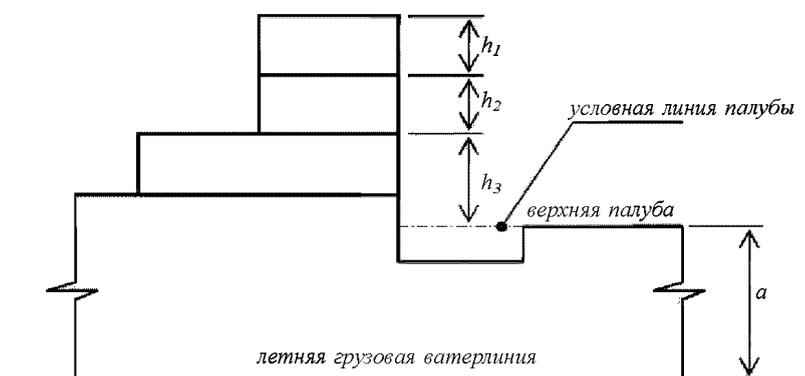 h1
h2
условная линия палубы
h3
верхняя палуба
a
летняя грузовая ватерлиния